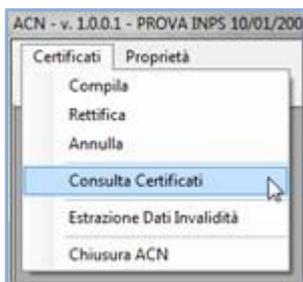 ACN - v. 1.0.0.1 - PROVA INPS 10/01/200
Certificati Proprietà
Compila
Rettifica
Annulla
Consulta Certificati
Estrazione Dati Invalidità
Chiusura ACN